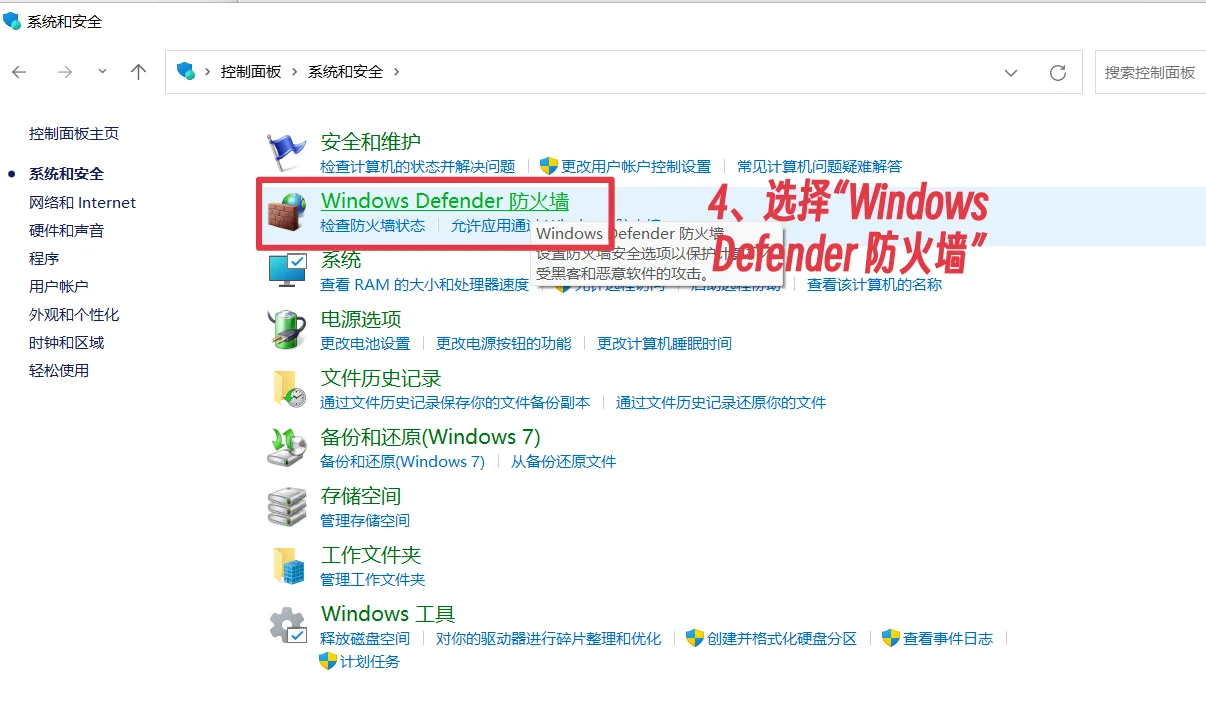 系统和安全
控制面板 系统和安全
搜索控制面板
控制面板主页
系统和安全
网络和 Internet
硬件和声音
程序
用户帐户
外观和个性化
时钟和区域
轻松使用
安全和维护
检查计算机的状态并解决问题 更改用户帐户控制设置 常见计算机问题疑难解答
Windows Defender 防火墙
检查防火墙状态 允许应用通
4、选择“Windows
Defender 防火墙”
Windows Defender 防火墙
设置防火墙安全选项以保护计
受黑客和恶意软件的攻击。
系统
查看 RAM 的大小和处理器速度 允许远程访问 启动远程协助 查看该计算机的名称
电源选项
更改电池设置 更改电源按钮的功能 更改计算机睡眠时间
文件历史记录
通过文件历史记录保存你的文件备份副本 通过文件历史记录还原你的文件
备份和还原(Windows 7)
备份和还原(Windows 7) 从备份还原文件
存储空间
管理存储空间
工作文件夹
管理工作文件夹
Windows 工具
释放磁盘空间 对你的驱动器进行碎片整理和优化 创建并格式化硬盘分区 查看事件日志
计划任务